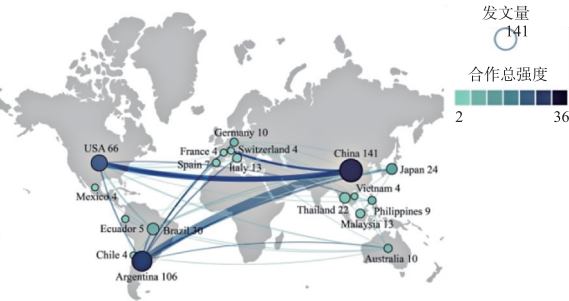 发文量
141
合作总强度
2 36
Germany 10
France 4 Switzerland 4
Spain 7 Italy 13
USA 66
China 141
Japan 24
Mexico 4
Vietnam 4
Thailand 22 Philippines 9
Malaysia 13
Ecuador 5 Brazil 30
Chile 4
Argentina 106
Australia 10